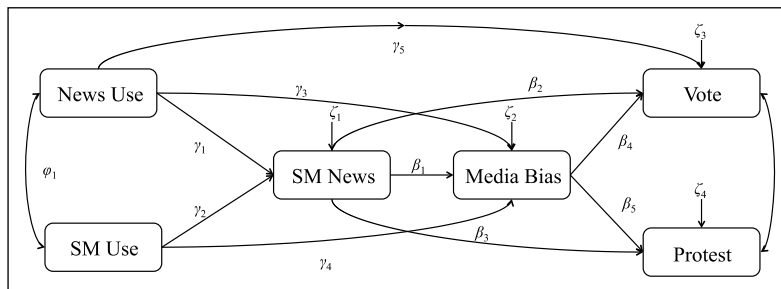 γ5
ζ3
News Use
γ3
β2
Vote
ζ1
ζ2
γ1
β4
φ1
SM News
β1
Media Bias
γ2
β5
ζ4
SM Use
β3
Protest
γ4